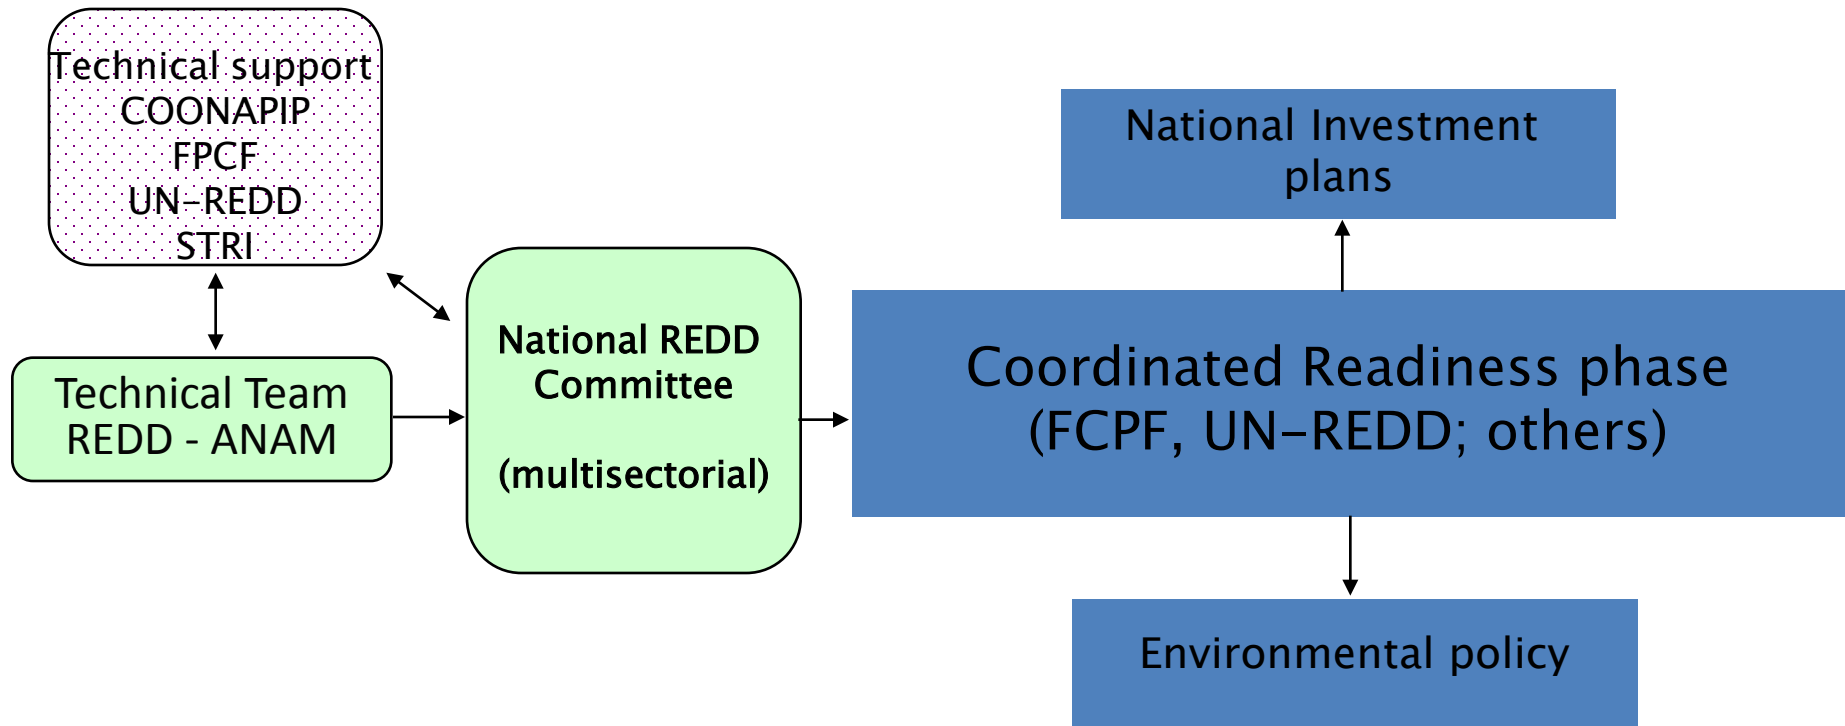 Technical support
COONAPIP
FPCF
UN-REDD
STRI
Technical Team
REDD - ANAM
National REDD
Committee
(multisectorial)
National Investment
plans
Coordinated Readiness phase
(FCPF, UN-REDD; others)
Environmental policy